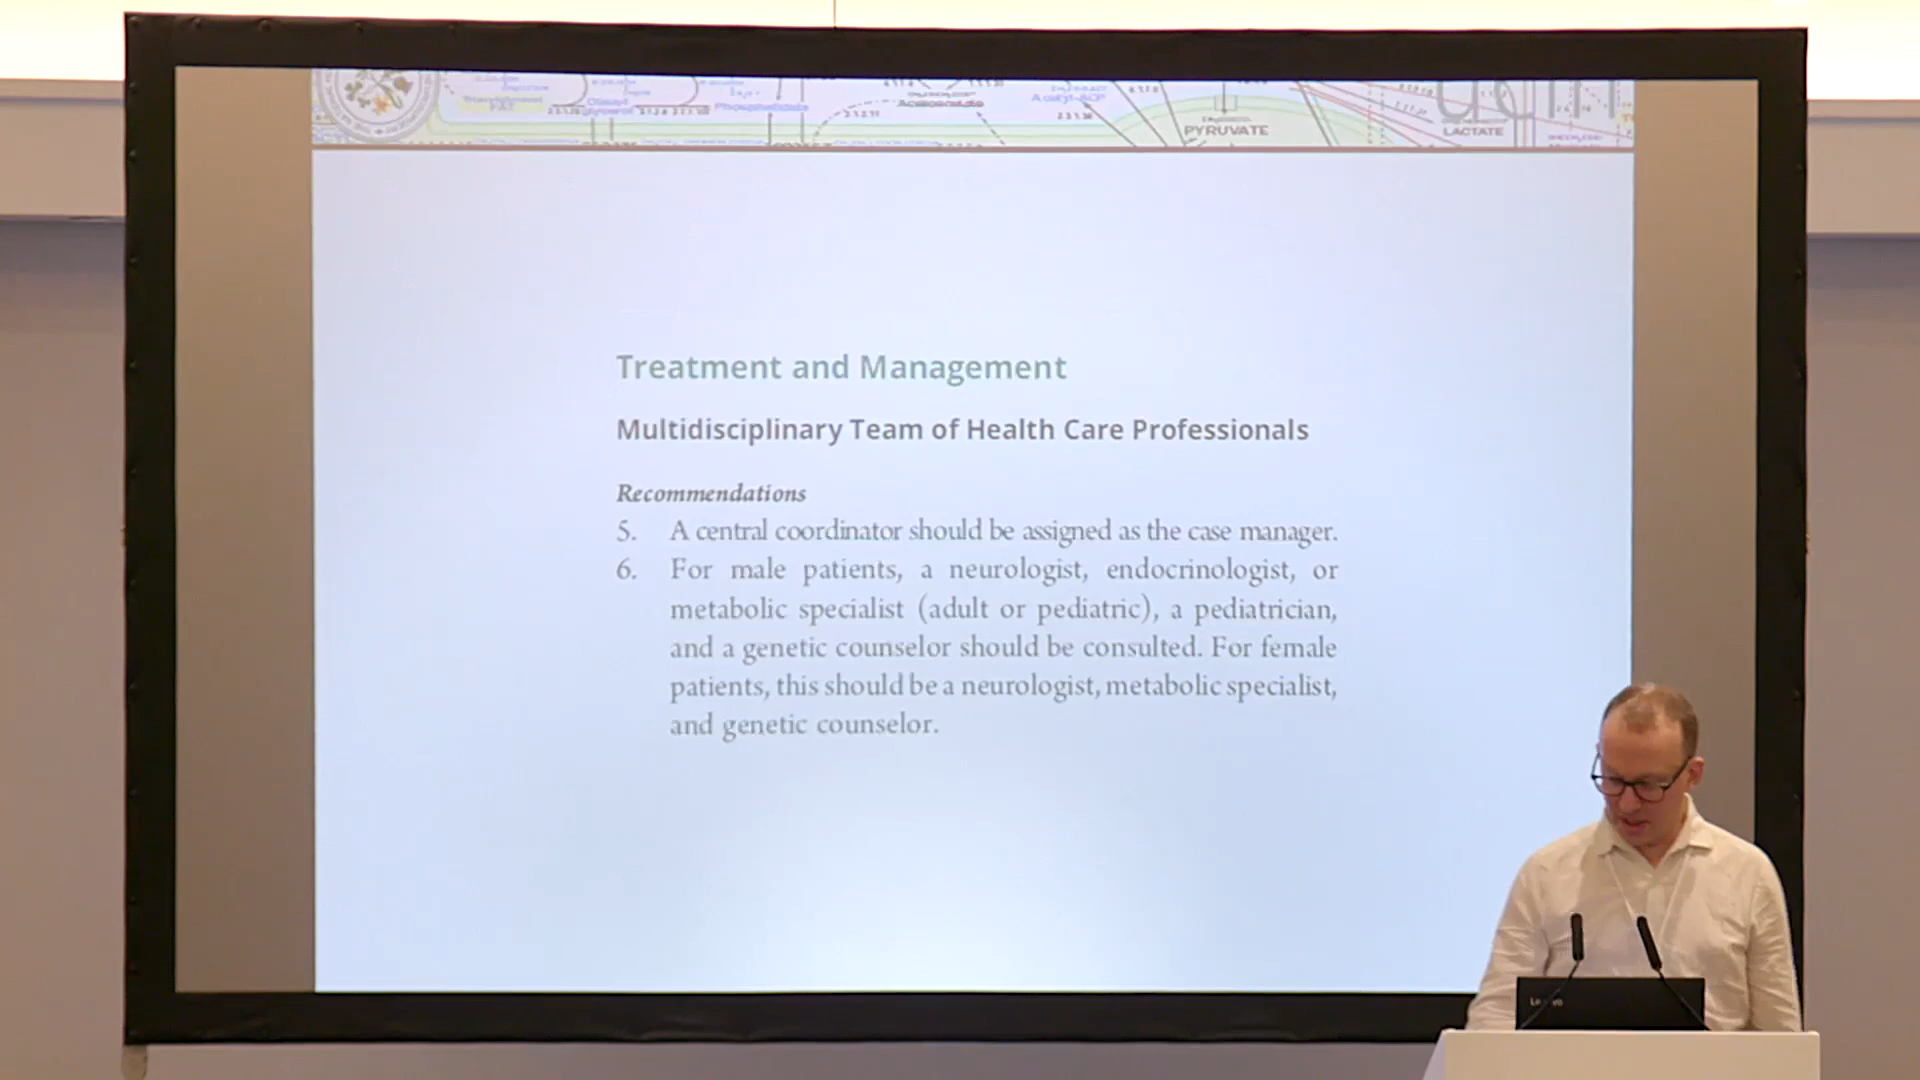 PYRUVATE
LACTATE
Treatment and Management
Multidisciplinary Team of Health Care Professionals
Recommendations
5. A central coordinator should be assigned as the case manager.
6. For male patients, a neurologist, endocrinologist, or
metabolic specialist (adult or pediatric), a pediatrician,
and a genetic counselor should be consulted. For female
patients, this should be a neurologist, metabolic specialist,
and genetic counselor.